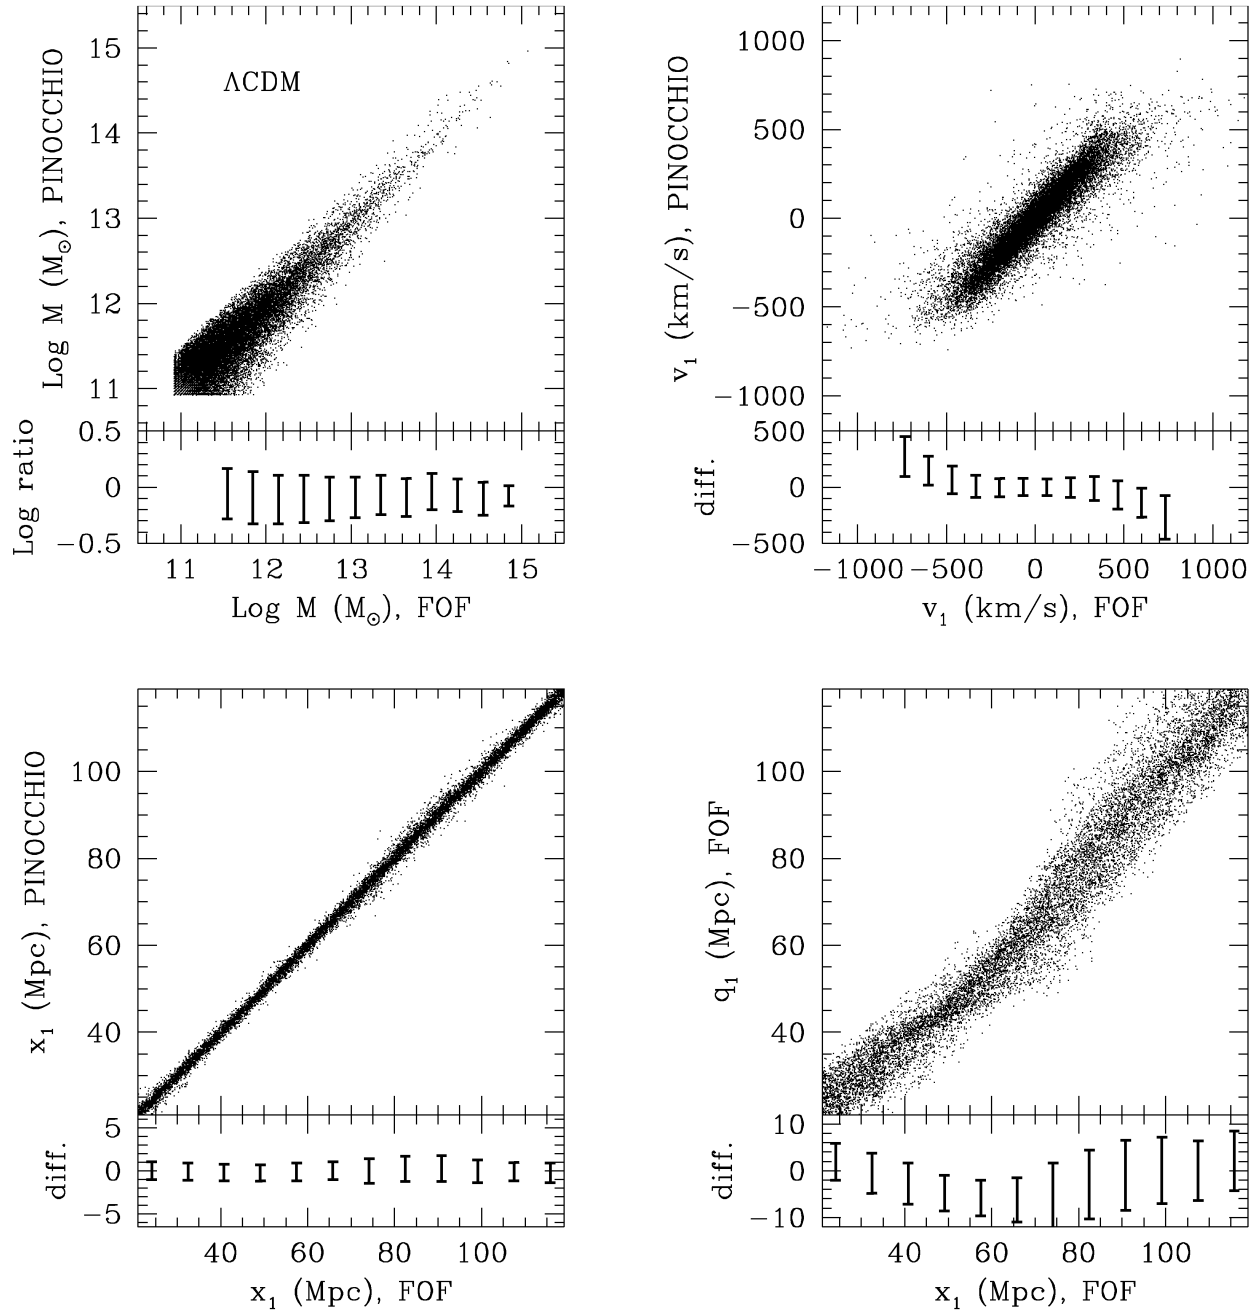 15
14
13
12
11
Log M (M⊙), PINOCCHIO
ΛCDM
0.5
0
−0.5
Log ratio
11 12 13 14 15
Log M (M⊙), FOF
1000
500
0
−500
−1000
v₁ (km/s), PINOCCHIO
500
0
−500
diff.
−1000 −500 0 500 1000
v₁ (km/s), FOF
100
80
60
40
x₁ (Mpc), PINOCCHIO
5
0
−5
diff.
40 60 80 100
x₁ (Mpc), FOF
100
80
60
40
q₁ (Mpc), FOF
10
0
−10
diff.
40 60 80 100
x₁ (Mpc), FOF